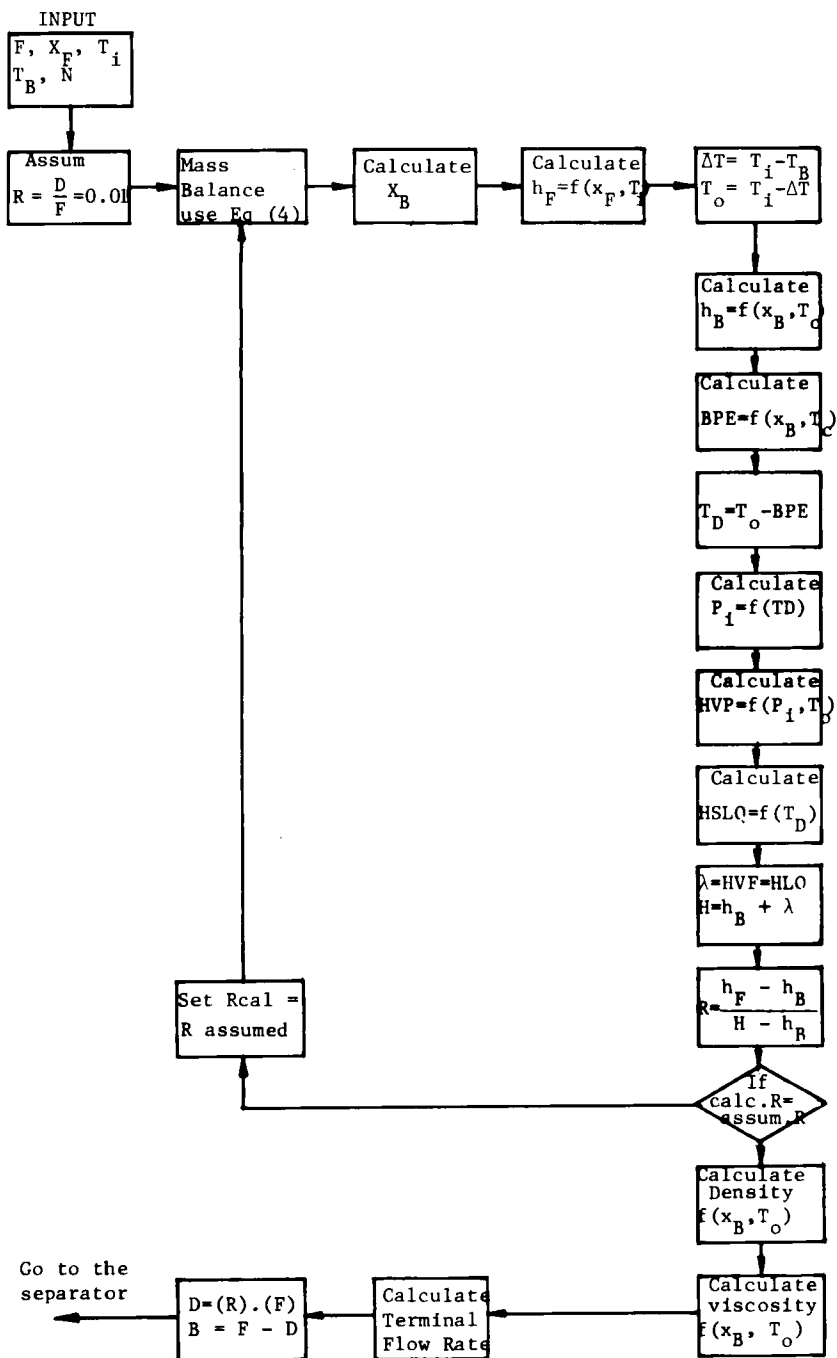 INPUT
F, X_F, T_i
T_B, N
Assum
R = D/F =0.01
Mass
Balance
use Eq (4)
Calculate
X_B
Calculate
h_F=f(x_F,T_i)
ΔT= T_i-T_B
T_o = T_i-ΔT
Calculate
h_B=f(x_B,T_o)
Calculate
BPE=f(x_B,T_c)
T_D=T_o-BPE
Calculate
P_i=f(TD)
Calculate
HVP=f(P_i,T_o)
Calculate
HSLO=f(T_D)
λ=HVF=HLO
H=h_B + λ
R= (h_F - h_B)/(H - h_B)
If
calc.R=
assum.R
Set Rcal =
R assumed
Calculate
Density
f(x_B,T_o)
Calculate
viscosity
f(x_B, T_o)
Calculate
Terminal
Flow Rate
D=(R).(F)
B = F - D
Go to the
separator